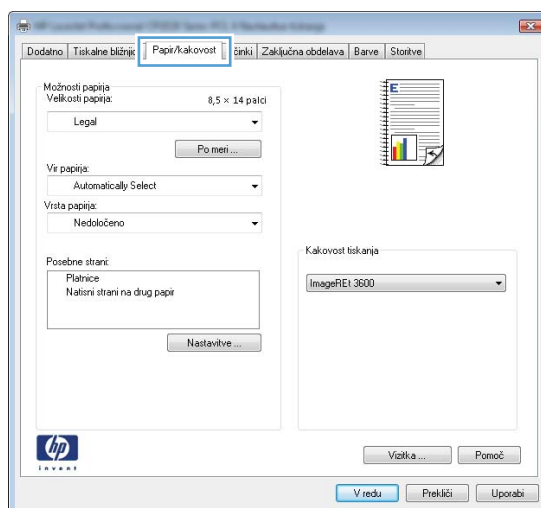 Dodatno Tiskalne bližnjic Papir/kakovost činki Zaključna obdelava Barve Storitve
Možnosti papirja
Velikosti papirja: 8,5 × 14 palci
Legal
Po meri ...
Vir papirja:
Automatically Select
Vrsta papirja:
Nedoločeno
Posebne strani:
Platnice
Natisni strani na drug papir
Nastavitve ...
E
Kakovost tiskanja
ImageREt 3600
hp
invent
Vizitka ... Pomoč
V redu Prekliči Uporabi